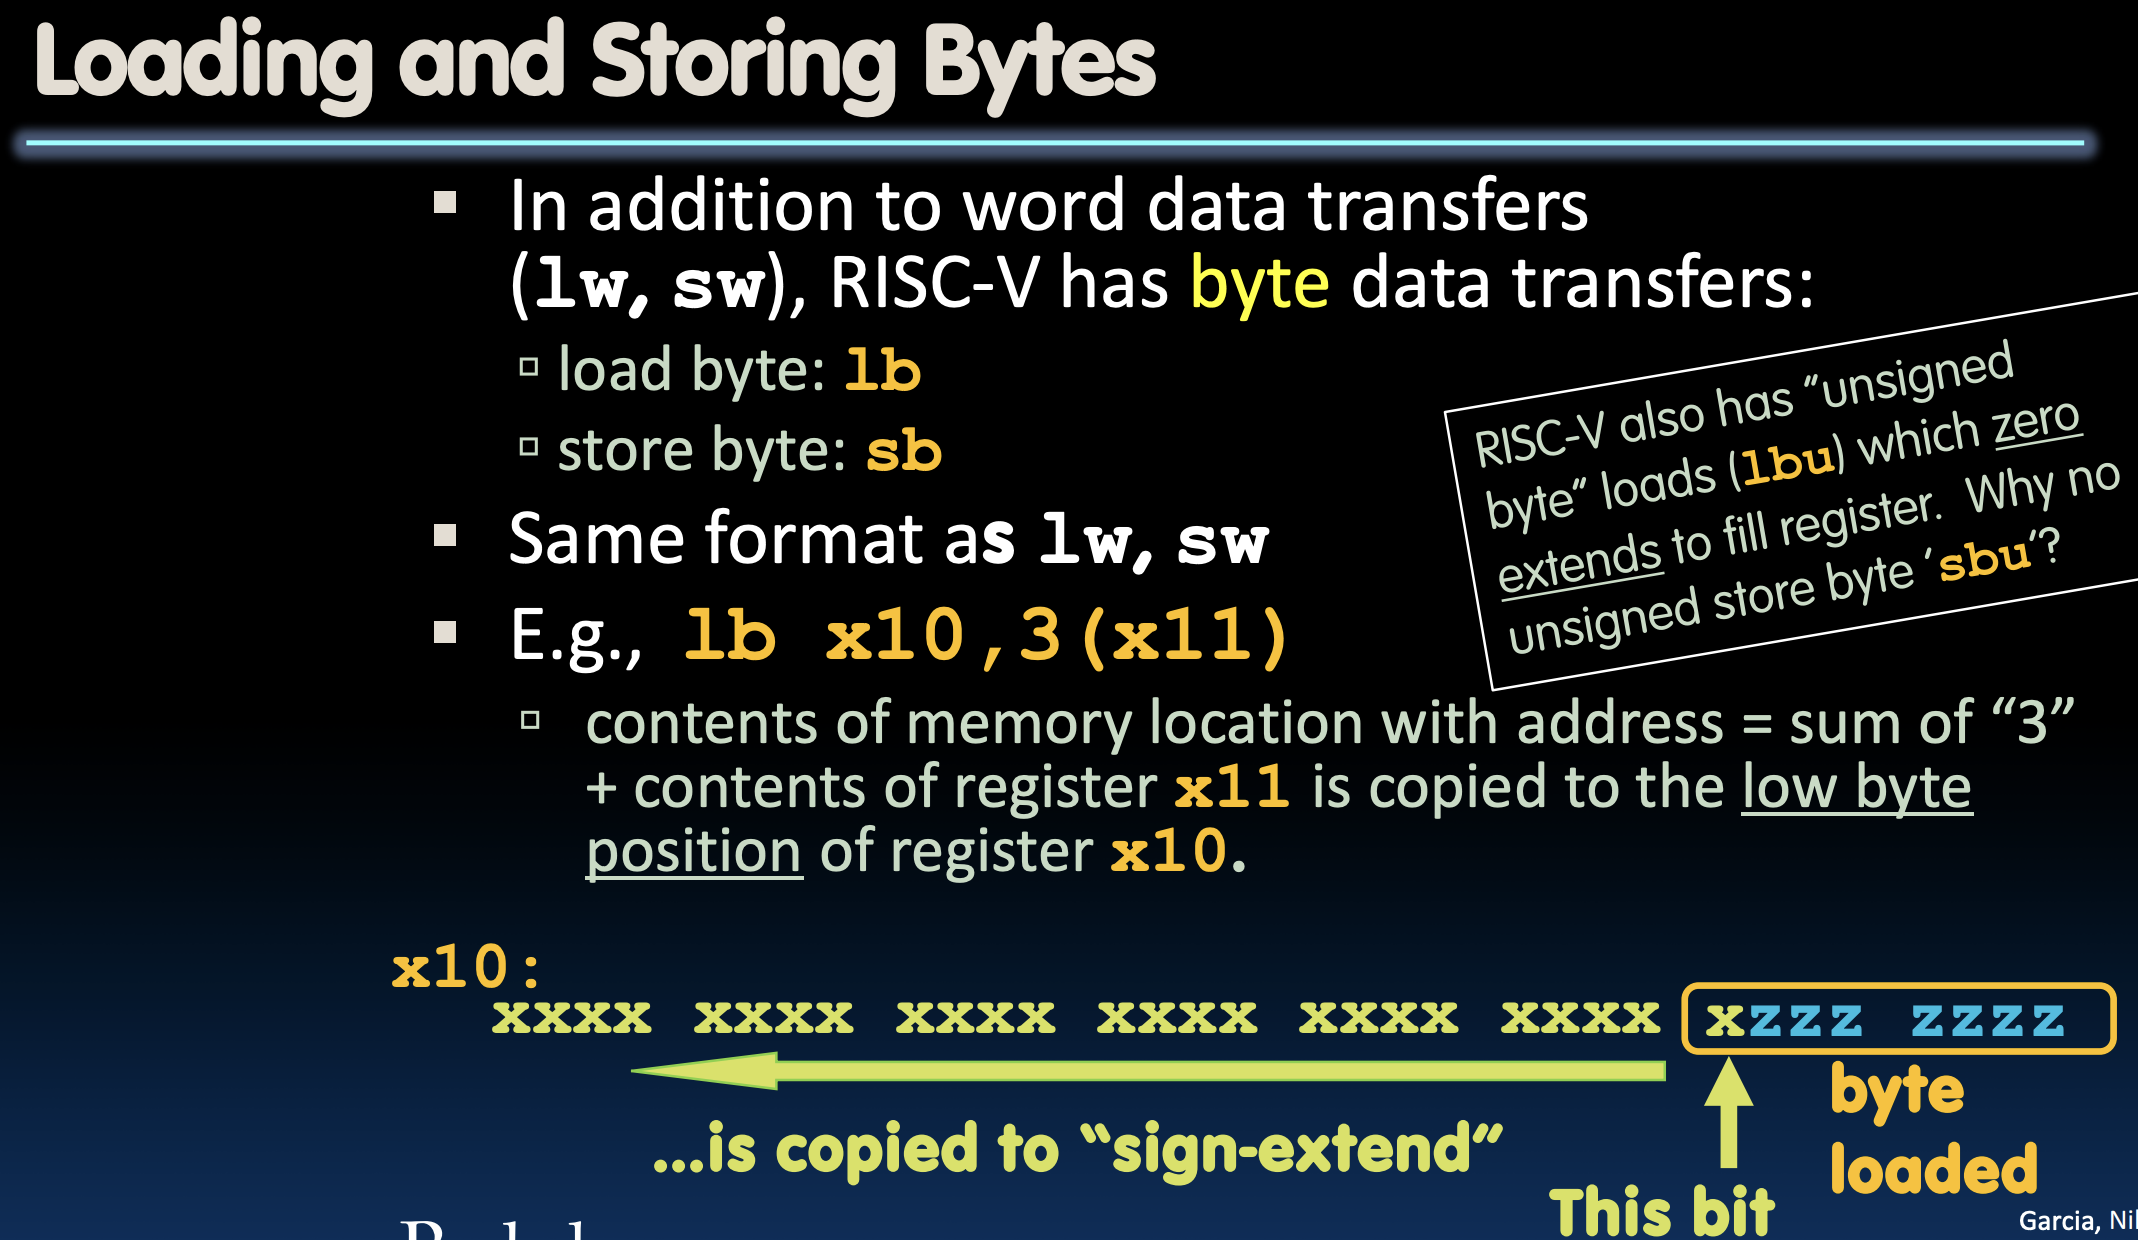 Loading and Storing Bytes
In addition to word data transfers
(lw, sw), RISC-V has byte data transfers:
load byte: lb
store byte: sb
RISC-V also has “unsigned
byte” loads (lbu) which zero
extends to fill register. Why no
unsigned store byte ‘sbu’?
Same format as lw, sw
E.g., lb x10,3(x11)
contents of memory location with address = sum of “3”
+ contents of register x11 is copied to the low byte
position of register x10.
x10:
xxxx xxxx xxxx xxxx xxxx xxxx xzzz zzzz
byte
loaded
…is copied to “sign-extend”
This bit
Garcia,